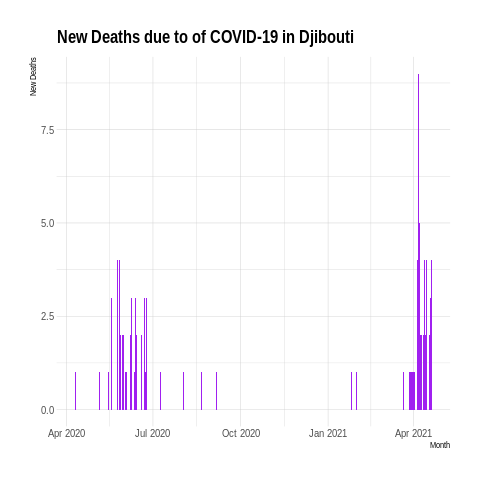 New Deaths due to of COVID-19 in Djibouti
New Deaths
7.5
5.0
2.5
0.0
Apr 2020 Jul 2020 Oct 2020 Jan 2021 Apr 2021
Month